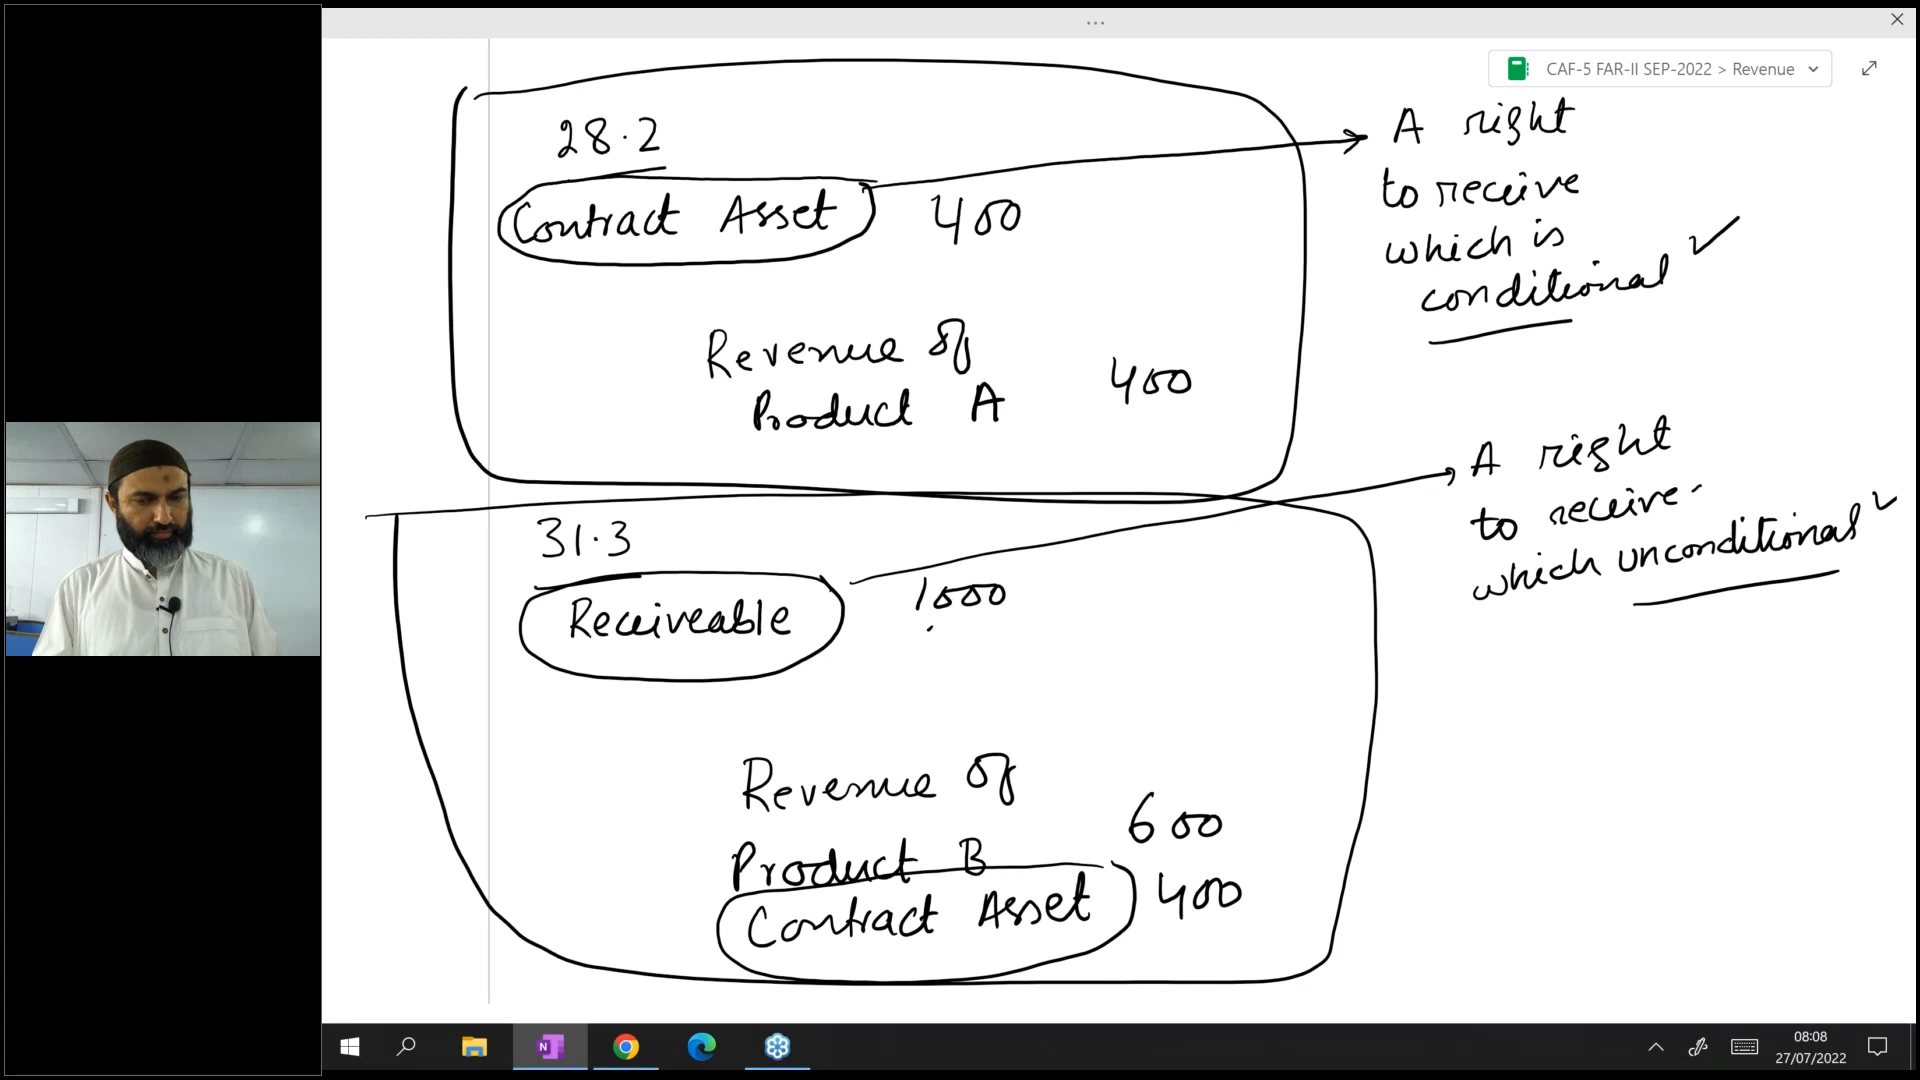 CAF-5 FAR-II SEP-2022 > Revenue
28.2
Contract Asset 400
Revenue of
Product A 400
A right
to receive
which is
conditional
31.3
Receiveable 1000
Revenue of
Product B 600
Contract Asset 400
A right
to receive
which unconditional
08:08
27/07/2022